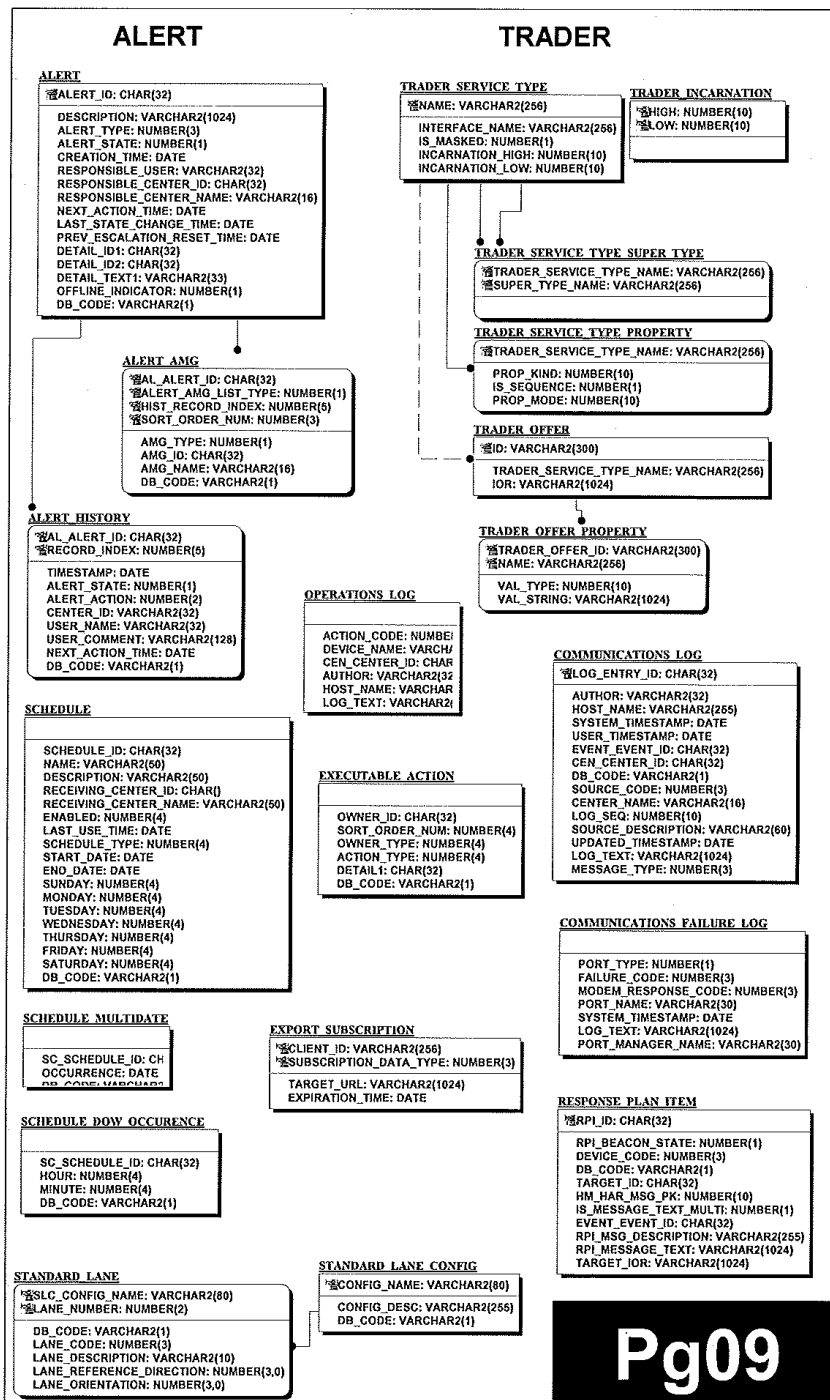 ALERT
TRADER
ALERT
ALERT_ID: CHAR(32)
DESCRIPTION: VARCHAR2(1024)
ALERT_TYPE: NUMBER(3)
ALERT_STATE: NUMBER(1)
CREATION_TIME: DATE
RESPONSIBLE_USER: VARCHAR2(32)
RESPONSIBLE_CENTER_ID: CHAR(32)
RESPONSIBLE_CENTER_NAME: VARCHAR2(16)
NEXT_ACTION_TIME: DATE
LAST_STATE_CHANGE_TIME: DATE
PREV_ESCALATION_RESET_TIME: DATE
DETAIL_ID1: CHAR(32)
DETAIL_ID2: CHAR(32)
DETAIL_TEXT1: VARCHAR2(33)
OFFLINE_INDICATOR: NUMBER(1)
DB_CODE: VARCHAR2(1)
TRADER SERVICE TYPE
NAME: VARCHAR2(256)
INTERFACE_NAME: VARCHAR2(256)
IS_MASKED: NUMBER(1)
INCARNATION_HIGH: NUMBER(10)
INCARNATION_LOW: NUMBER(10)
TRADER_INCARNATION
HIGH: NUMBER(10)
LOW: NUMBER(10)
TRADER SERVICE TYPE SUPER TYPE
TRADER_SERVICE_TYPE_NAME: VARCHAR2(256)
SUPER_TYPE_NAME: VARCHAR2(256)
TRADER SERVICE TYPE PROPERTY
TRADER_SERVICE_TYPE_NAME: VARCHAR2(256)
PROP_KIND: NUMBER(10)
IS_SEQUENCE: NUMBER(1)
PROP_MODE: NUMBER(10)
TRADER OFFER
ID: VARCHAR2(300)
TRADER_SERVICE_TYPE_NAME: VARCHAR2(256)
IOR: VARCHAR2(1024)
TRADER OFFER PROPERTY
TRADER_OFFER_ID: VARCHAR2(300)
NAME: VARCHAR2(256)
VAL_TYPE: NUMBER(10)
VAL_STRING: VARCHAR2(1024)
ALERT AMG
AL_ALERT_ID: CHAR(32)
ALERT_AMG_LIST_TYPE: NUMBER(1)
HIST_RECORD_INDEX: NUMBER(5)
SORT_ORDER_NUM: NUMBER(3)
AMG_TYPE: NUMBER(1)
AMG_ID: CHAR(32)
AMG_NAME: VARCHAR2(16)
DB_CODE: VARCHAR2(1)
ALERT HISTORY
AL_ALERT_ID: CHAR(32)
RECORD_INDEX: NUMBER(5)
TIMESTAMP: DATE
ALERT_STATE: NUMBER(1)
ALERT_ACTION: NUMBER(2)
CENTER_ID: VARCHAR2(32)
USER_NAME: VARCHAR2(32)
USER_COMMENT: VARCHAR2(128)
NEXT_ACTION_TIME: DATE
DB_CODE: VARCHAR2(1)
OPERATIONS LOG
ACTION_CODE: NUMBE
DEVICE_NAME: VARCH
CEN_CENTER_ID: CHAR
AUTHOR: VARCHAR2(32
HOST_NAME: VARCHAR
LOG_TEXT: VARCHAR2(
COMMUNICATIONS LOG
LOG_ENTRY_ID: CHAR(32)
AUTHOR: VARCHAR2(32)
HOST_NAME: VARCHAR2(255)
SYSTEM_TIMESTAMP: DATE
USER_TIMESTAMP: DATE
EVENT_EVENT_ID: CHAR(32)
CEN_CENTER_ID: CHAR(32)
DB_CODE: VARCHAR2(1)
SOURCE_CODE: NUMBER(3)
CENTER_NAME: VARCHAR2(16)
LOG_SEQ: NUMBER(10)
SOURCE_DESCRIPTION: VARCHAR2(60)
UPDATED_TIMESTAMP: DATE
LOG_TEXT: VARCHAR2(1024)
MESSAGE_TYPE: NUMBER(3)
SCHEDULE
SCHEDULE_ID: CHAR(32)
NAME: VARCHAR2(50)
DESCRIPTION: VARCHAR2(50)
RECEIVING_CENTER_ID: CHAR()
RECEIVING_CENTER_NAME: VARCHAR2(50)
ENABLED: NUMBER(4)
LAST_USE_TIME: DATE
SCHEDULE_TYPE: NUMBER(4)
START_DATE: DATE
END_DATE: DATE
SUNDAY: NUMBER(4)
MONDAY: NUMBER(4)
TUESDAY: NUMBER(4)
WEDNESDAY: NUMBER(4)
THURSDAY: NUMBER(4)
FRIDAY: NUMBER(4)
SATURDAY: NUMBER(4)
DB_CODE: VARCHAR2(1)
EXECUTABLE ACTION
OWNER_ID: CHAR(32)
SORT_ORDER_NUM: NUMBER(4)
OWNER_TYPE: NUMBER(4)
ACTION_TYPE: NUMBER(4)
DETAIL1: CHAR(32)
DB_CODE: VARCHAR2(1)
COMMUNICATIONS FAILURE LOG
PORT_TYPE: NUMBER(1)
FAILURE_CODE: NUMBER(3)
MODEM_RESPONSE_CODE: NUMBER(3)
PORT_NAME: VARCHAR2(30)
SYSTEM_TIMESTAMP: DATE
LOG_TEXT: VARCHAR2(1024)
PORT_MANAGER_NAME: VARCHAR2(30)
SCHEDULE MULTIDATE
SC_SCHEDULE_ID: CH
OCCURRENCE: DATE
DB_CODE: VARCHAR2
EXPORT SUBSCRIPTION
CLIENT_ID: VARCHAR2(256)
SUBSCRIPTION_DATA_TYPE: NUMBER(3)
TARGET_URL: VARCHAR2(1024)
EXPIRATION_TIME: DATE
RESPONSE PLAN ITEM
RPI_ID: CHAR(32)
RPI_BEACON_STATE: NUMBER(1)
DEVICE_CODE: NUMBER(3)
DB_CODE: VARCHAR2(1)
TARGET_ID: CHAR(32)
HM_HAR_MSG_PK: NUMBER(10)
IS_MESSAGE_TEXT_MULTI: NUMBER(1)
EVENT_EVENT_ID: CHAR(32)
RPI_MSG_DESCRIPTION: VARCHAR2(255)
RPI_MESSAGE_TEXT: VARCHAR2(1024)
TARGET_IOR: VARCHAR2(1024)
SCHEDULE DOW OCCURENCE
SC_SCHEDULE_ID: CHAR(32)
HOUR: NUMBER(4)
MINUTE: NUMBER(4)
DB_CODE: VARCHAR2(1)
STANDARD_LANE
SLC_CONFIG_NAME: VARCHAR2(80)
LANE_NUMBER: NUMBER(2)
DB_CODE: VARCHAR2(1)
LANE_CODE: NUMBER(3)
LANE_DESCRIPTION: VARCHAR2(10)
LANE_REFERENCE_DIRECTION: NUMBER(3,0)
LANE_ORIENTATION: NUMBER(3,0)
STANDARD LANE CONFIG
CONFIG_NAME: VARCHAR2(80)
CONFIG_DESC: VARCHAR2(255)
DB_CODE: VARCHAR2(1)
Pg09